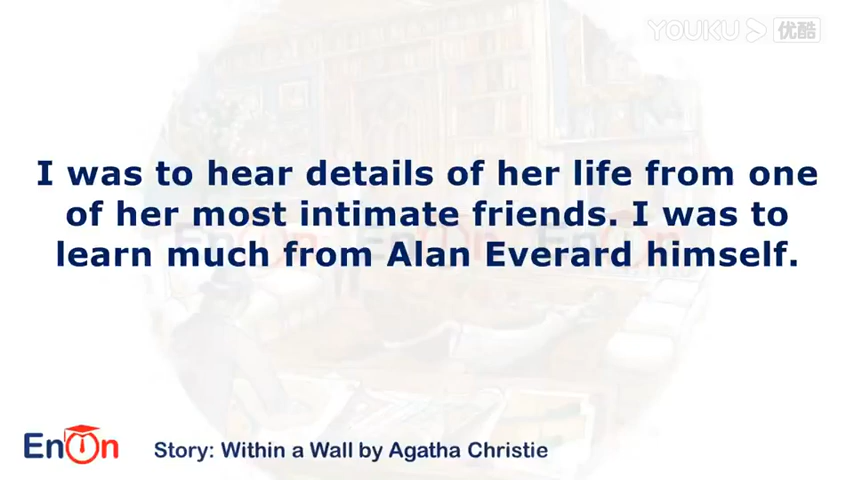 YOUKU 优酷
I was to hear details of her life from one
of her most intimate friends. I was to
learn much from Alan Everard himself.
EnOn
Story: Within a Wall by Agatha Christie